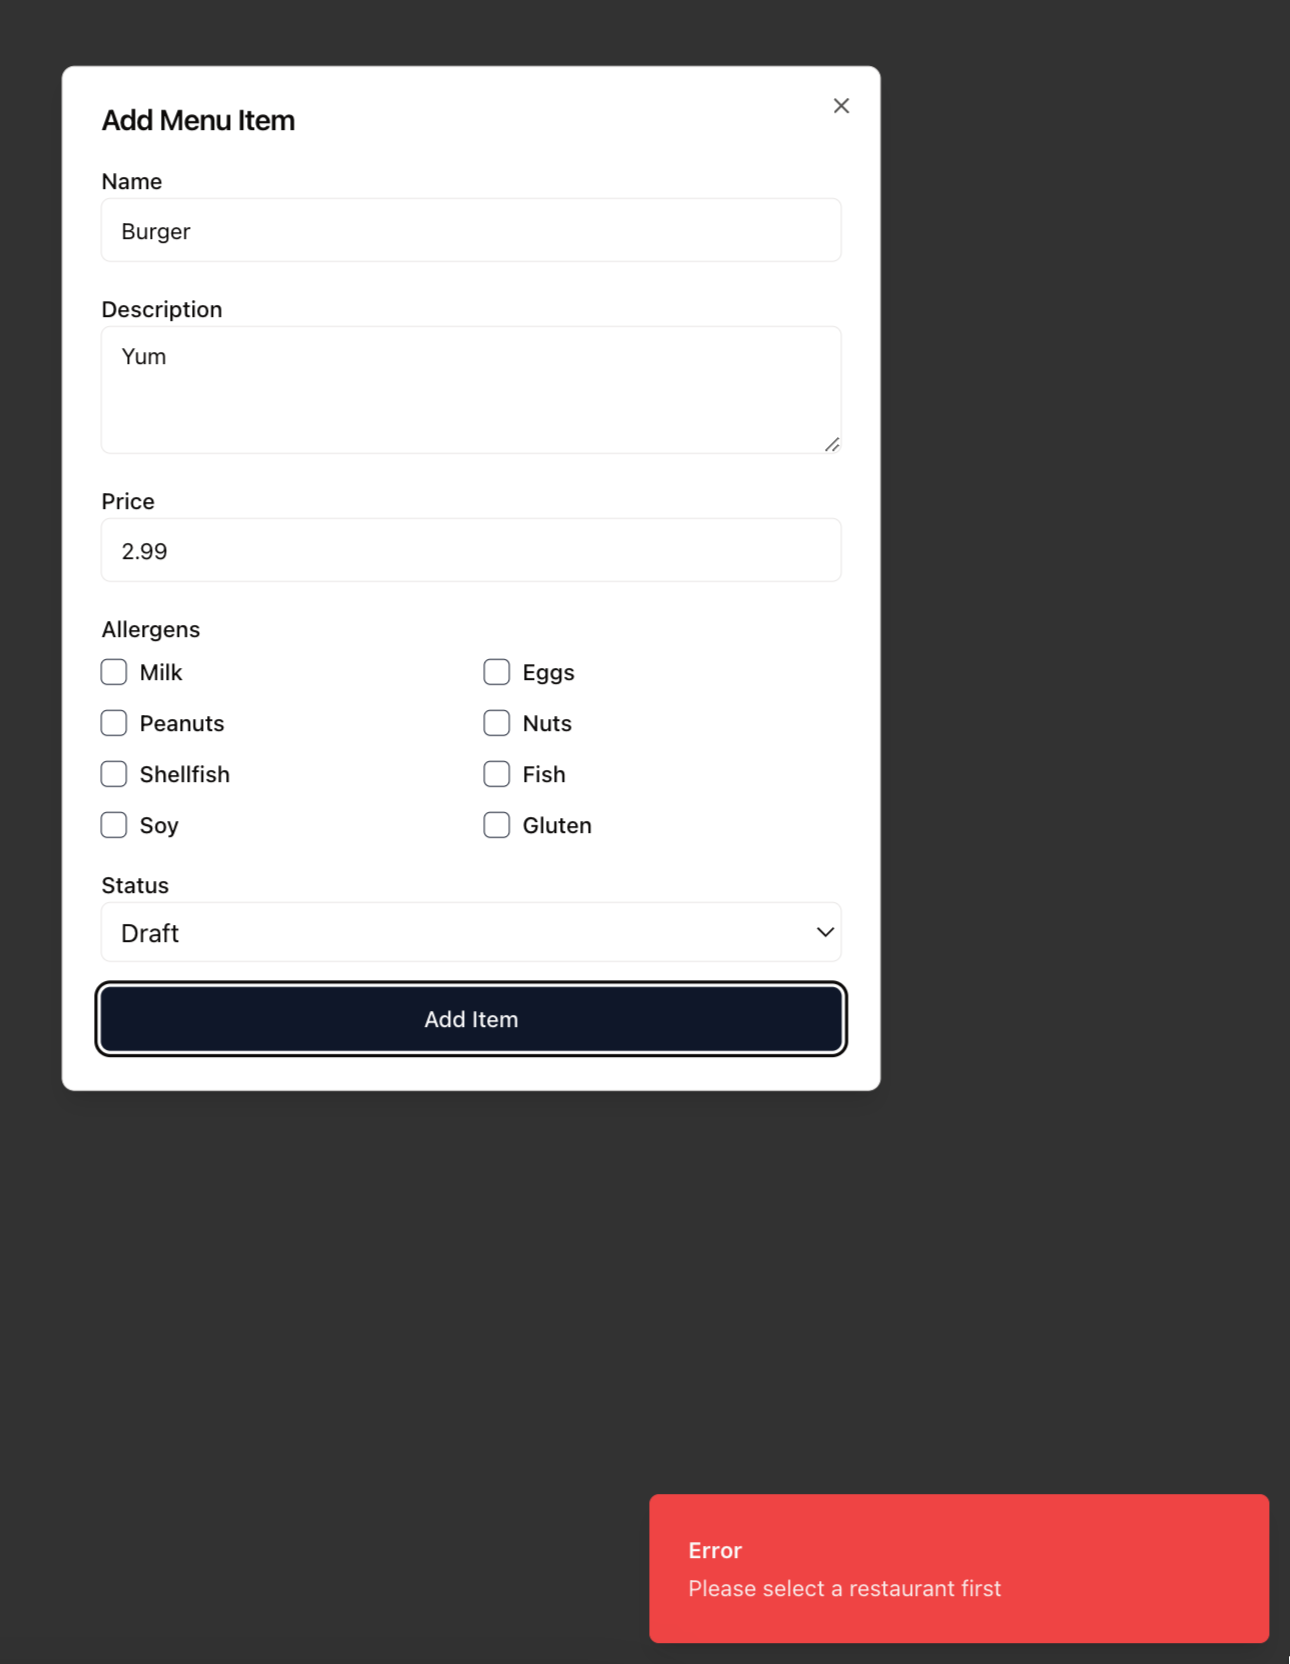 Add Menu Item
Name
Burger
Description
Yum
Price
2.99
Allergens
Milk
Eggs
Peanuts
Nuts
Shellfish
Fish
Soy
Gluten
Status
Draft
Add Item
Error
Please select a restaurant first